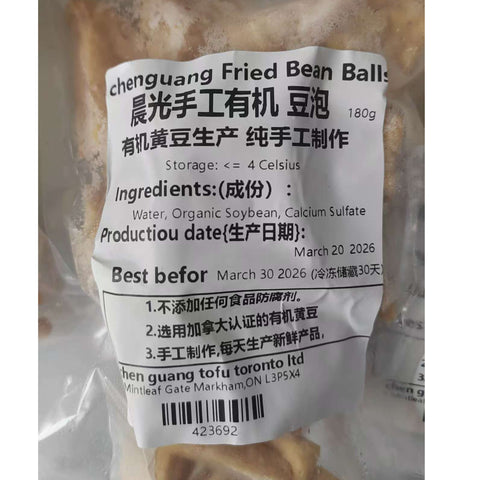 chenguang Fried Bean Balls
晨光手工有机 豆泡 180g
有机黄豆生产 纯手工制作
Storage: <= 4 Celsius
Ingredients:(成份）:
Water, Organic Soybean, Calcium Sulfate
Productiou date{生产日期}:
March 20 2026
Best befor March 30 2026 (冷冻储藏30天)
1.不添加任何食品防腐剂。
2.选用加拿大认证的有机黄豆
3.手工制作,每天生产新鲜产品,
chen guang tofu toronto ltd
Mintleaf Gate Markham,ON L3P5X4
423692